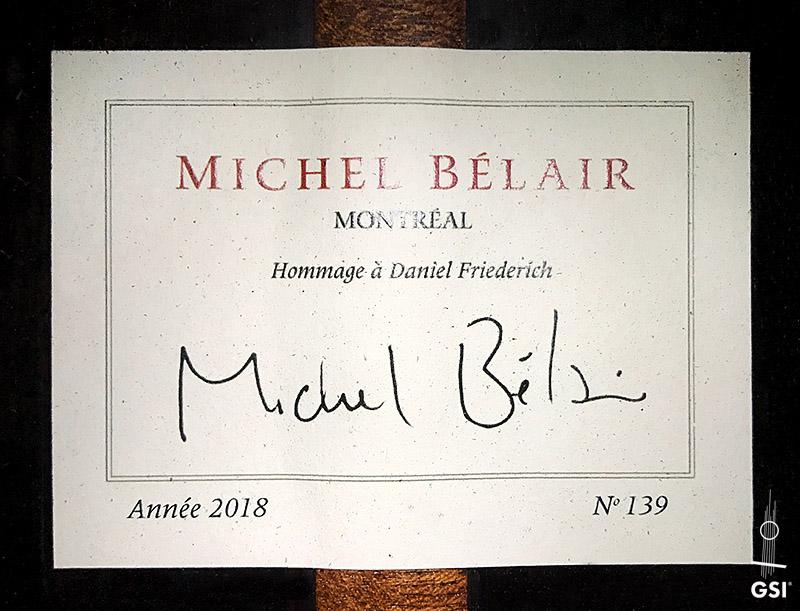 MICHEL BÉLAIR
MONTRÉAL
Hommage à Daniel Friederich
Michel Bélair
Année 2018
Nº 139
GSI®